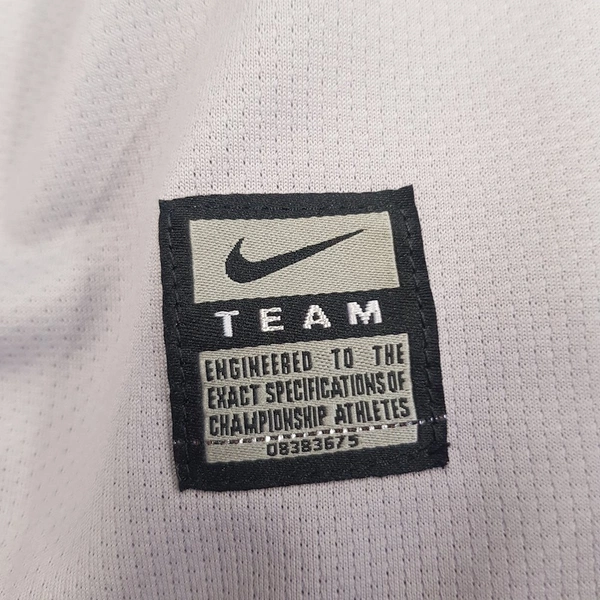 TEAM
ENGINEERED TO THE
EXACT SPECIFICATIONS OF
CHAMPIONSHIP ATHLETES
08383675